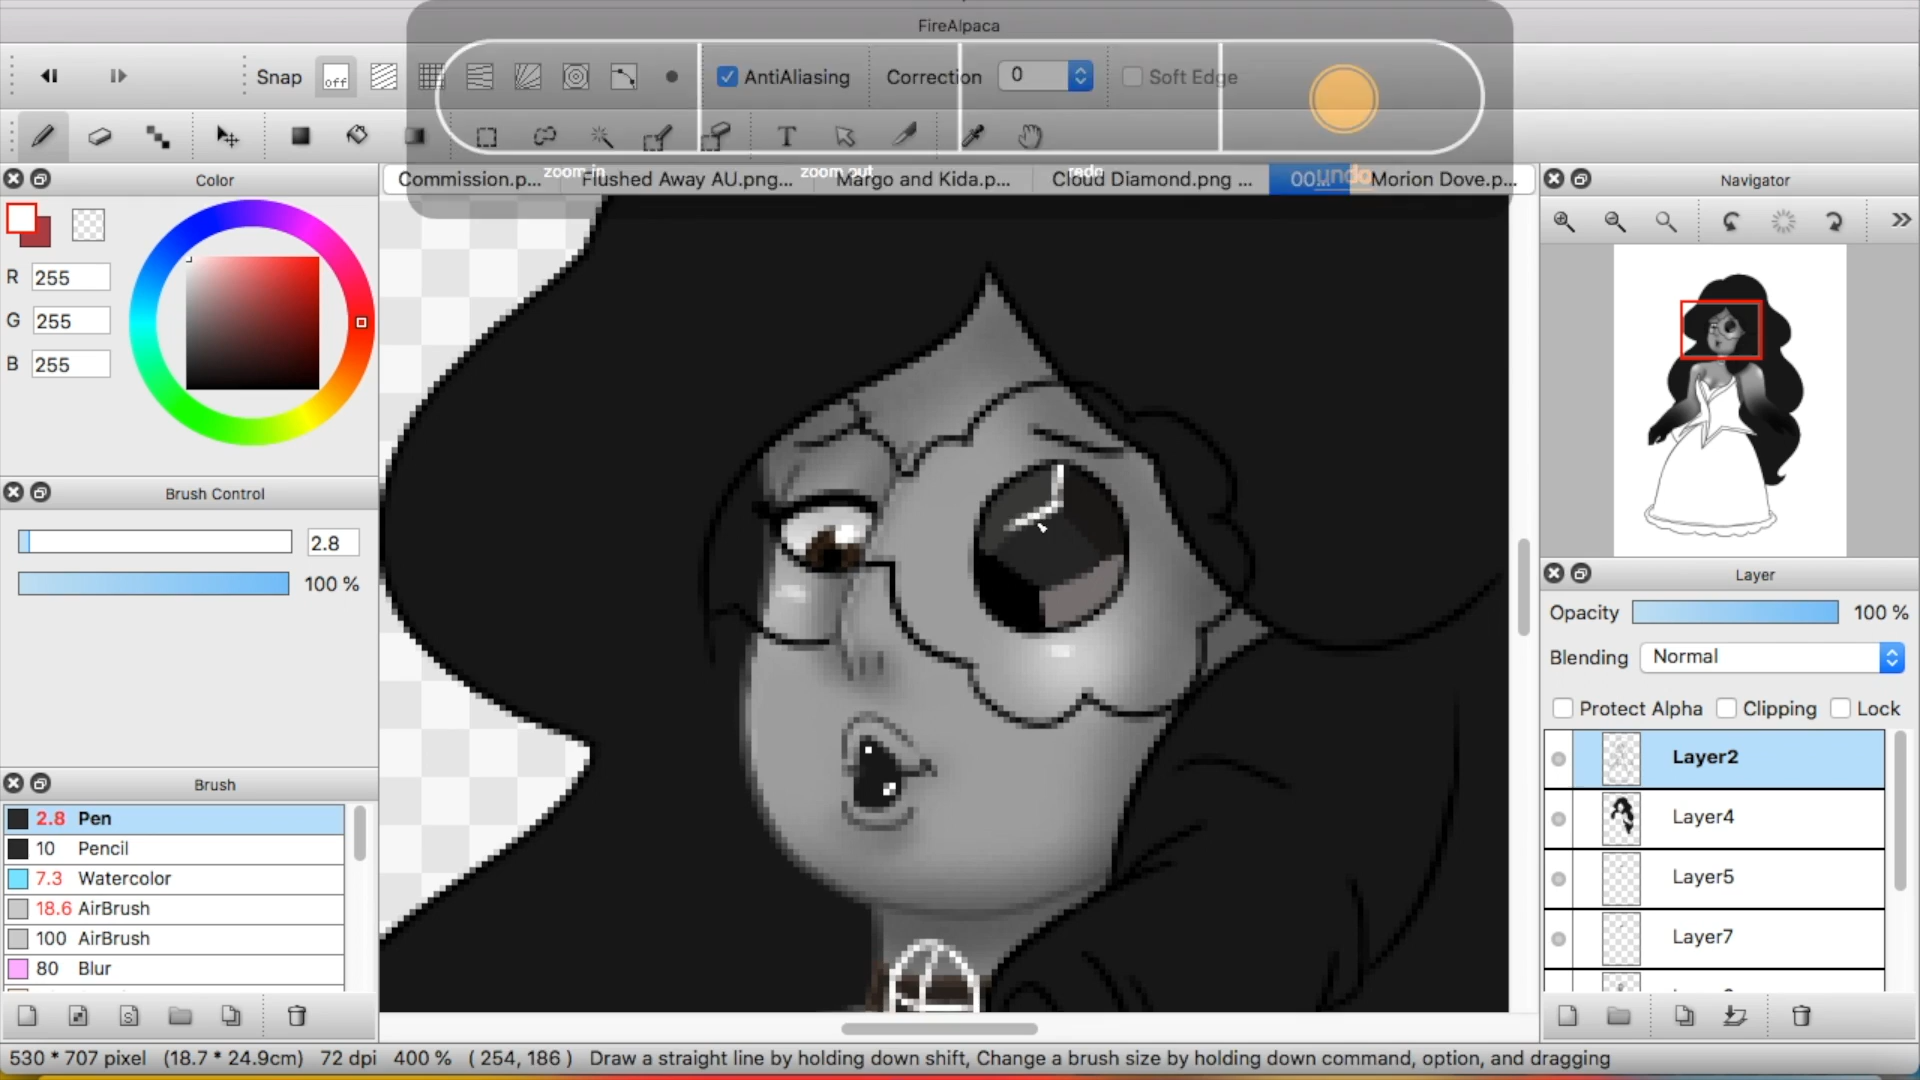 FireAlpaca
Snap off AntiAliasing Correction 0 Soft Edge
T
zoom in zoom out redo undo
Commission.p... Flushed Away AU.png... Margo and Kida.p... Cloud Diamond.png ... 00... Morion Dove.p...
Color
R 255
G 255
B 255
Brush Control
2.8
100 %
Brush
2.8 Pen
10 Pencil
7.3 Watercolor
18.6 AirBrush
100 AirBrush
80 Blur
Navigator
Layer
Opacity 100 %
Blending Normal
Protect Alpha Clipping Lock
Layer2
Layer4
Layer5
Layer7
530 * 707 pixel (18.7 * 24.9cm) 72 dpi 400 % ( 254, 186 ) Draw a straight line by holding down shift, Change a brush size by holding down command, option, and dragging